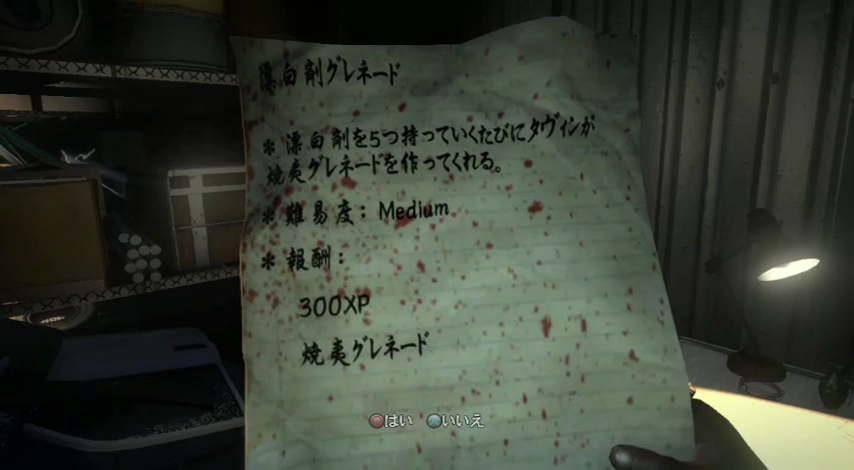 漂白剤グレネード
* 漂白剤を5つ持っていくたびにタヴィンが
焼夷グレネードを作ってくれる。
* 難易度： Medium
* 報酬：
300XP
焼夷グレネード
はい いいえ